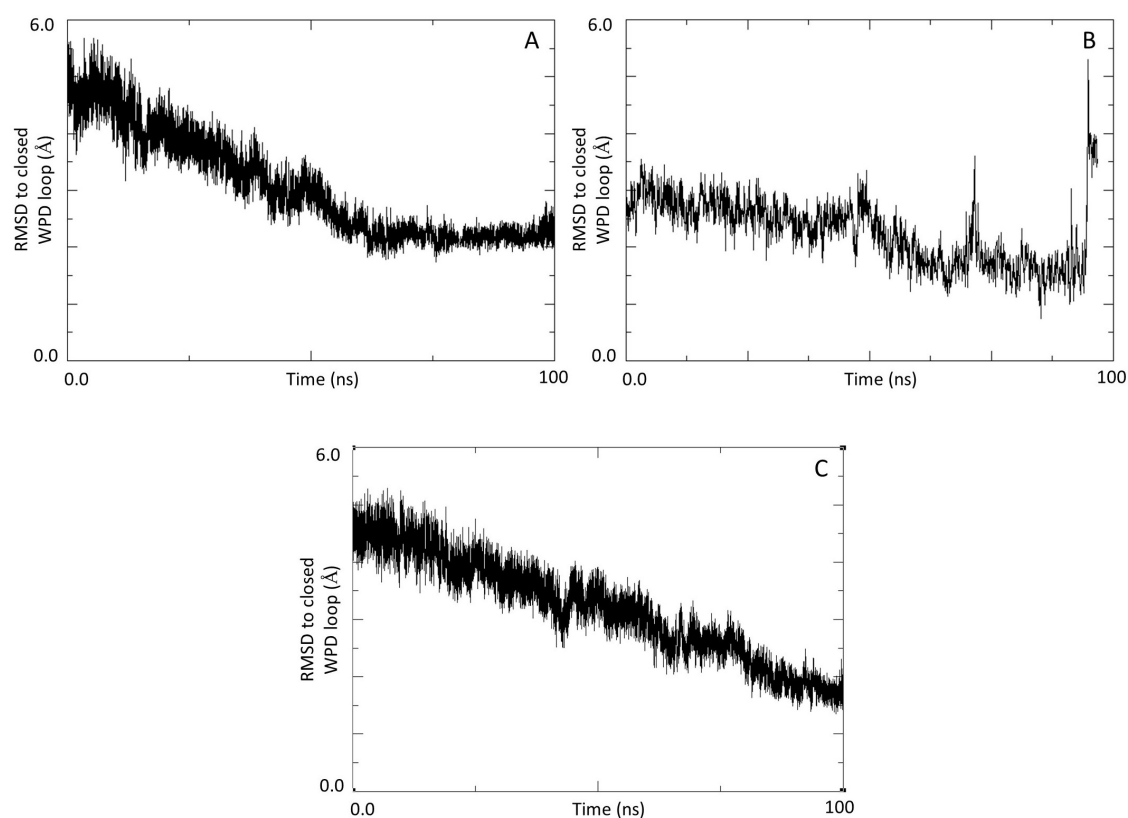 6.0
A
RMSD to closed
WPD loop (Å)
0.0
0.0
Time (ns)
100
6.0
B
RMSD to closed
WPD loop (Å)
0.0
0.0
Time (ns)
100
6.0
C
RMSD to closed
WPD loop (Å)
0.0
0.0
Time (ns)
100